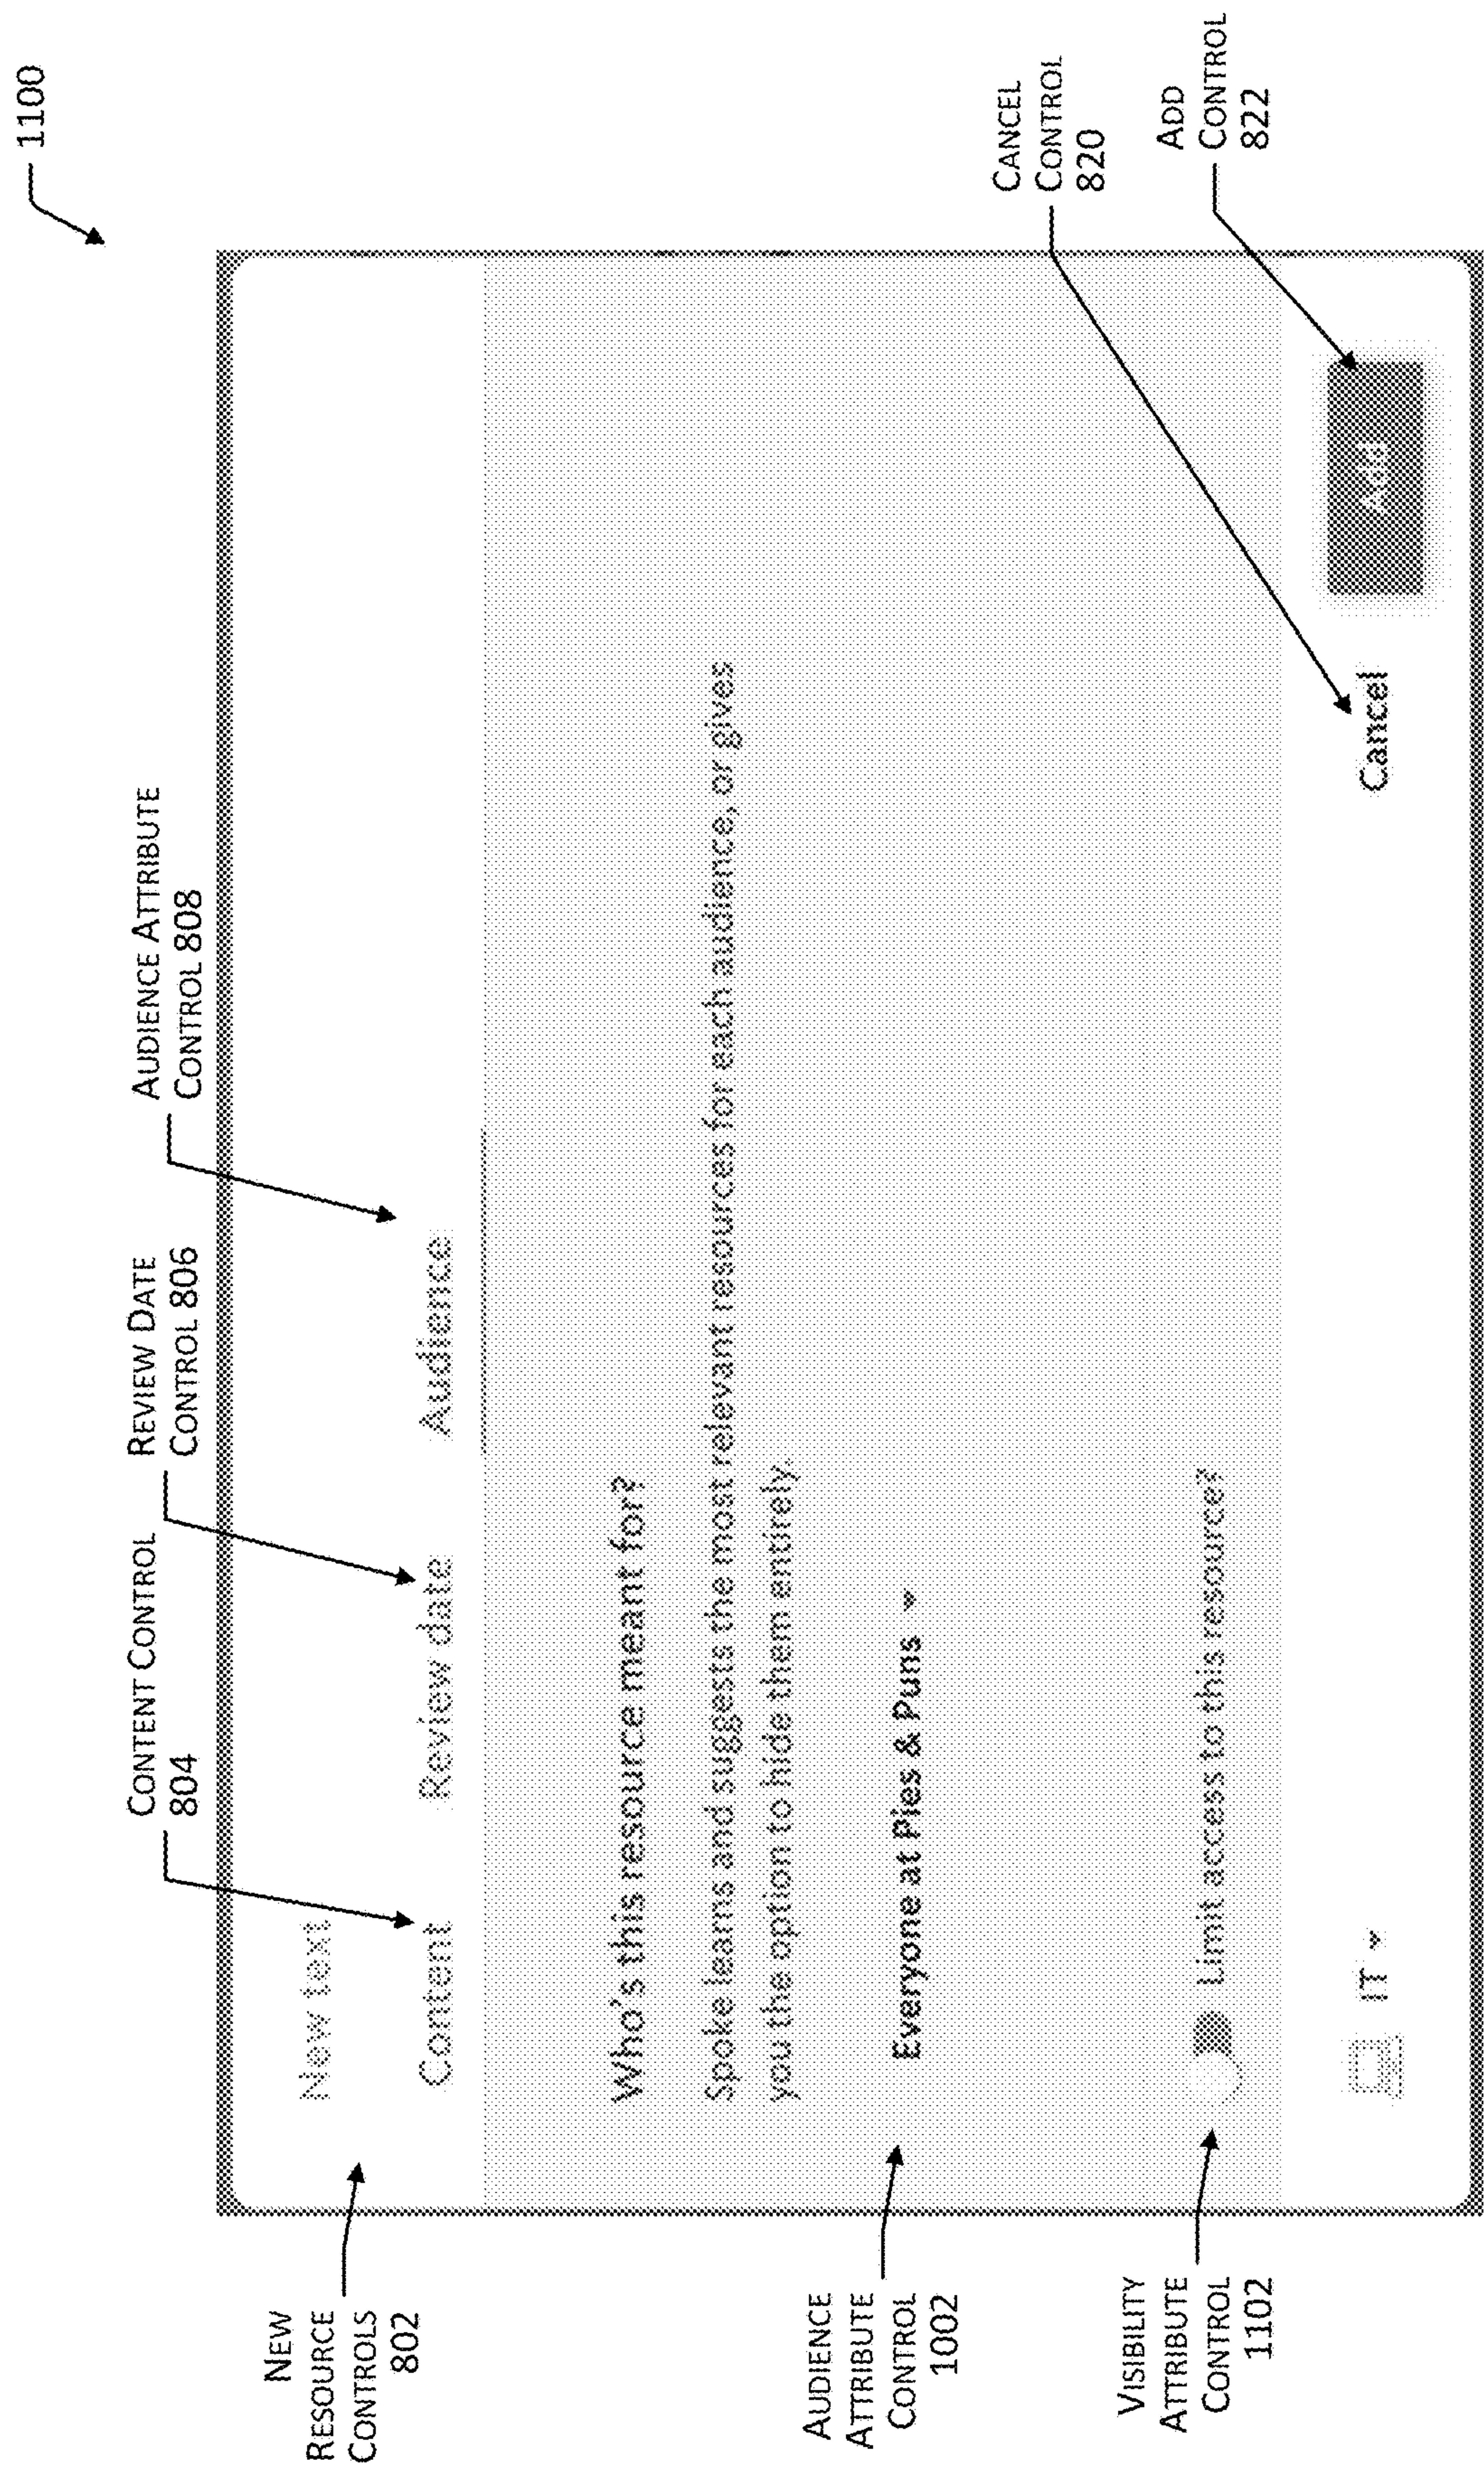 1100
CONTENT CONTROL
804
REVIEW DATE
CONTROL 806
AUDIENCE ATTRIBUTE
CONTROL 808
NEW
RESOURCE
CONTROLS
802
New text
Content
Review date
Audience
Who's this resource meant for?
Spoke learns and suggests the most relevant resources for each audience, or gives
you the option to hide them entirely.
AUDIENCE
ATTRIBUTE
CONTROL
1002
Everyone at Pies & Puns
CANCEL
CONTROL
820
VISIBILITY
ATTRIBUTE
CONTROL
1102
Limit access to this resource?
ADD
CONTROL
822
IT
Cancel
Add